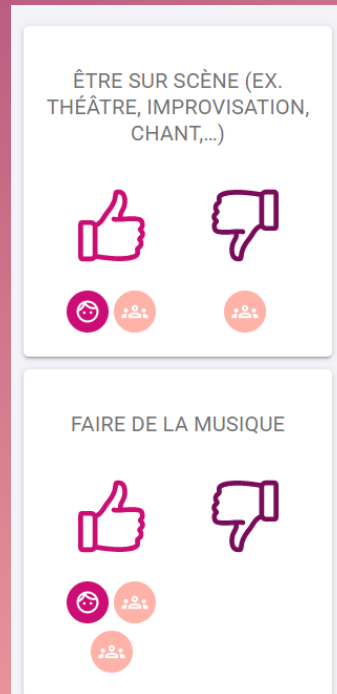 ÊTRE SUR SCÈNE (EX.
THÉÂTRE, IMPROVISATION,
CHANT,...)
FAIRE DE LA MUSIQUE